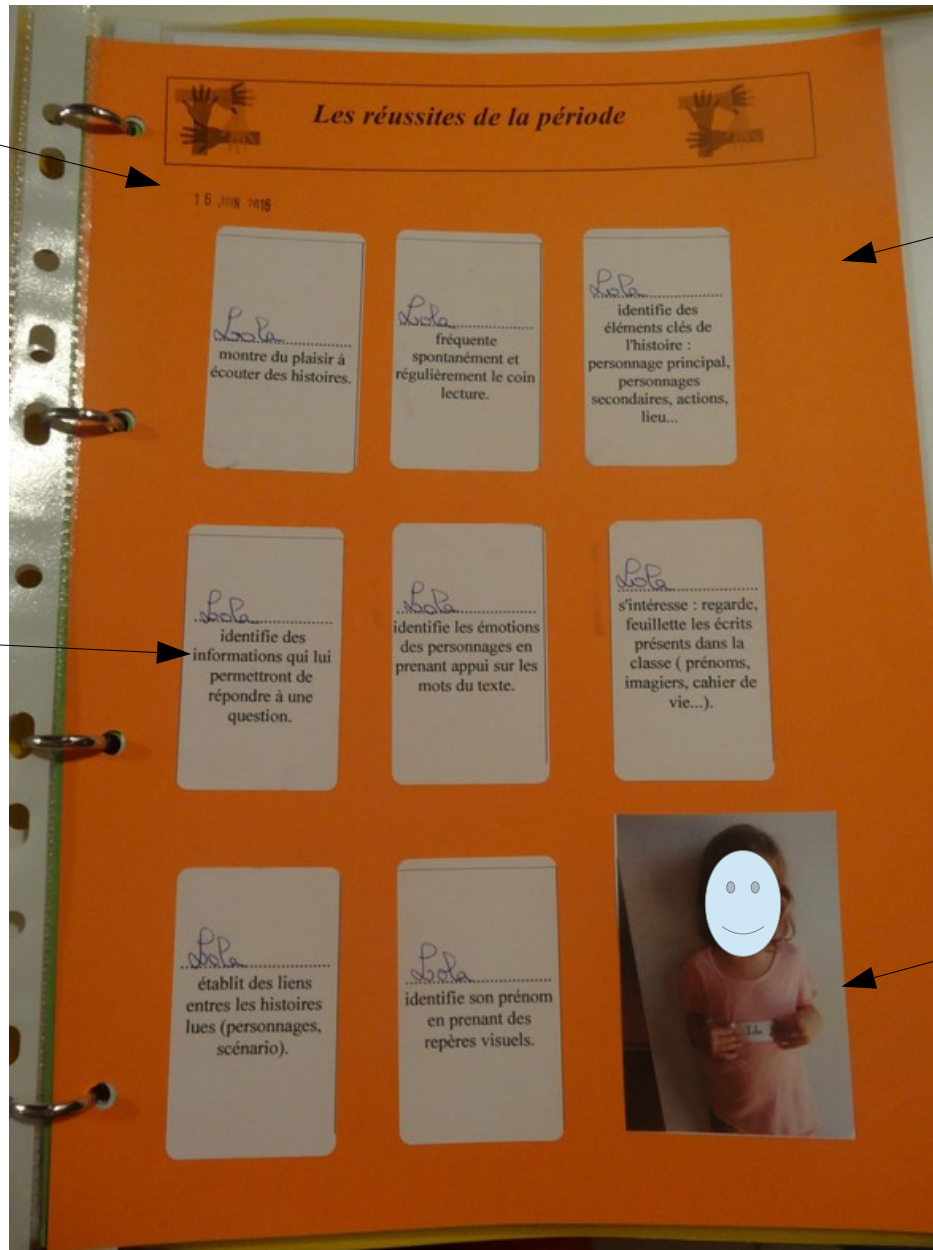 Les réussites de la période
16 JUIN 2016
Lola
montre du plaisir à
écouter des histoires.
Lola
fréquente
spontanément et
régulièrement le coin
lecture.
Lola
identifie des
éléments clés de
l'histoire :
personnage principal,
personnages
secondaires, actions,
lieu...
Lola
identifie des
informations qui lui
permettront de
répondre à une
question.
Lola
identifie les émotions
des personnages en
prenant appui sur les
mots du texte.
Lola
s'intéresse : regarde,
feuillette les écrits
présents dans la
classe ( prénoms,
imagiers, cahier de
vie...).
Lola
établit des liens
entres les histoires
lues (personnages,
scénario).
Lola
identifie son prénom
en prenant des
repères visuels.
Lola